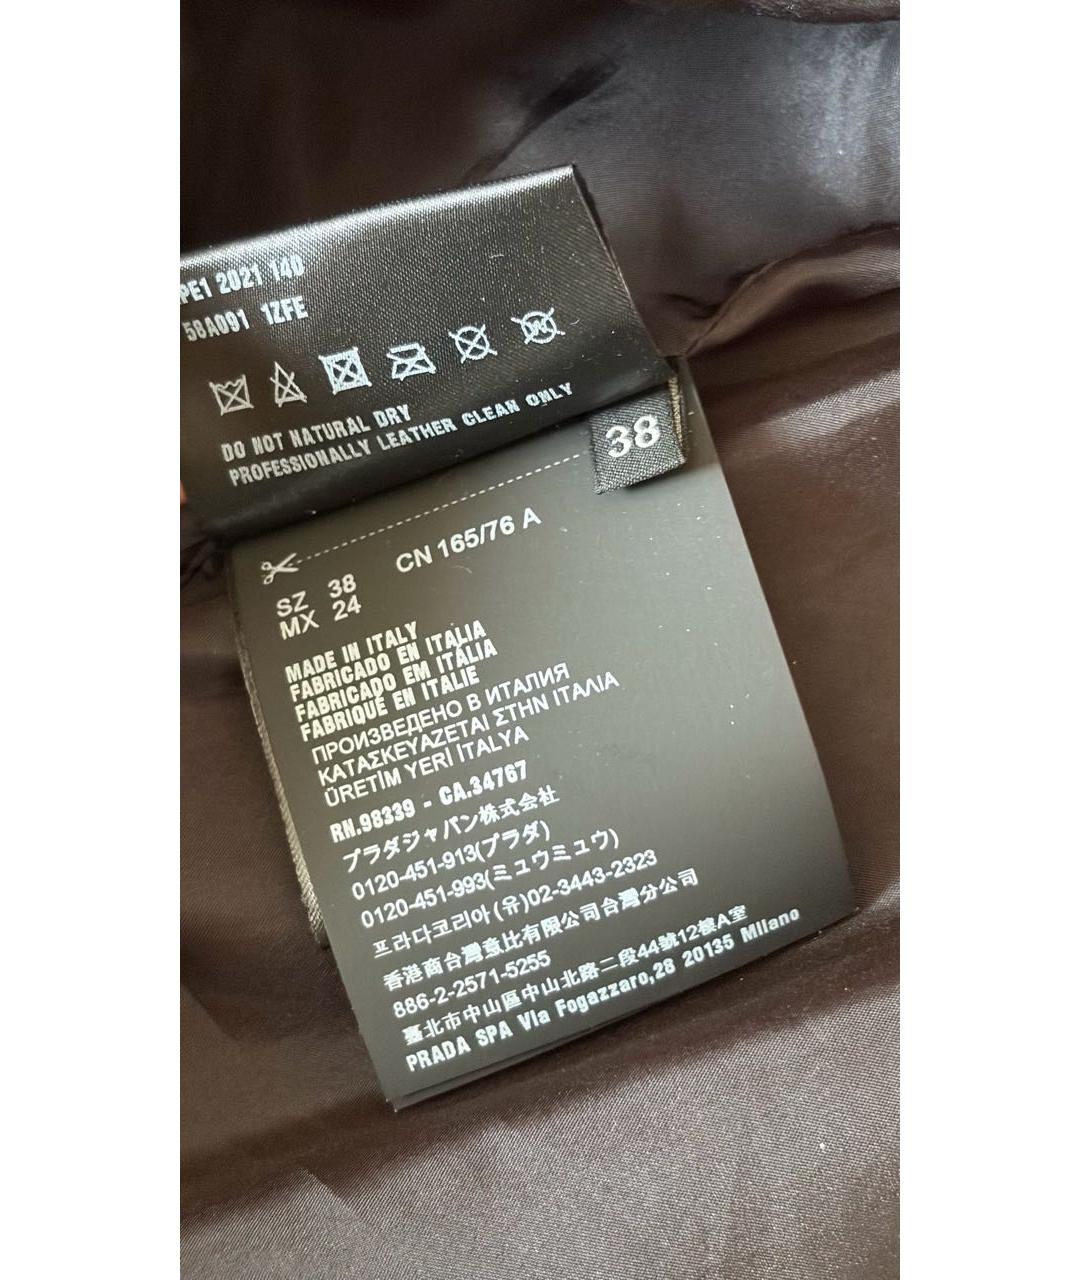 PE1 2021 140
58A091 1ZFE
DO NOT NATURAL DRY
PROFESSIONALLY LEATHER CLEAN ONLY
38
CN 165/76 A
SZ 38
MX 24
MADE IN ITALY
FABRICADO EN ITALIA
FABRICADO EM ITÁLIA
FABRIQUÉ EN ITALIE
ПРОИЗВЕДЕНО В ИТАЛИЯ
ΚΑΤΑΣΚΕΥΑΖΕΤΑΙ ΣΤΗΝ ΙΤΑΛΙΑ
ÜRETİM YERİ İTALYA
RN.98339 - CA.34767
プラダジャパン株式会社
0120-451-913(プラダ)
0120-451-993(ミュウミュウ)
프라다코리아(유)02-3443-2323
香港商台灣惫比有限公司台灣分公司
886-2-2571-5255
臺北市中山區中山北路二段44號12樓A室
PRADA SPA Via Fogazzaro,28 20135 Milano